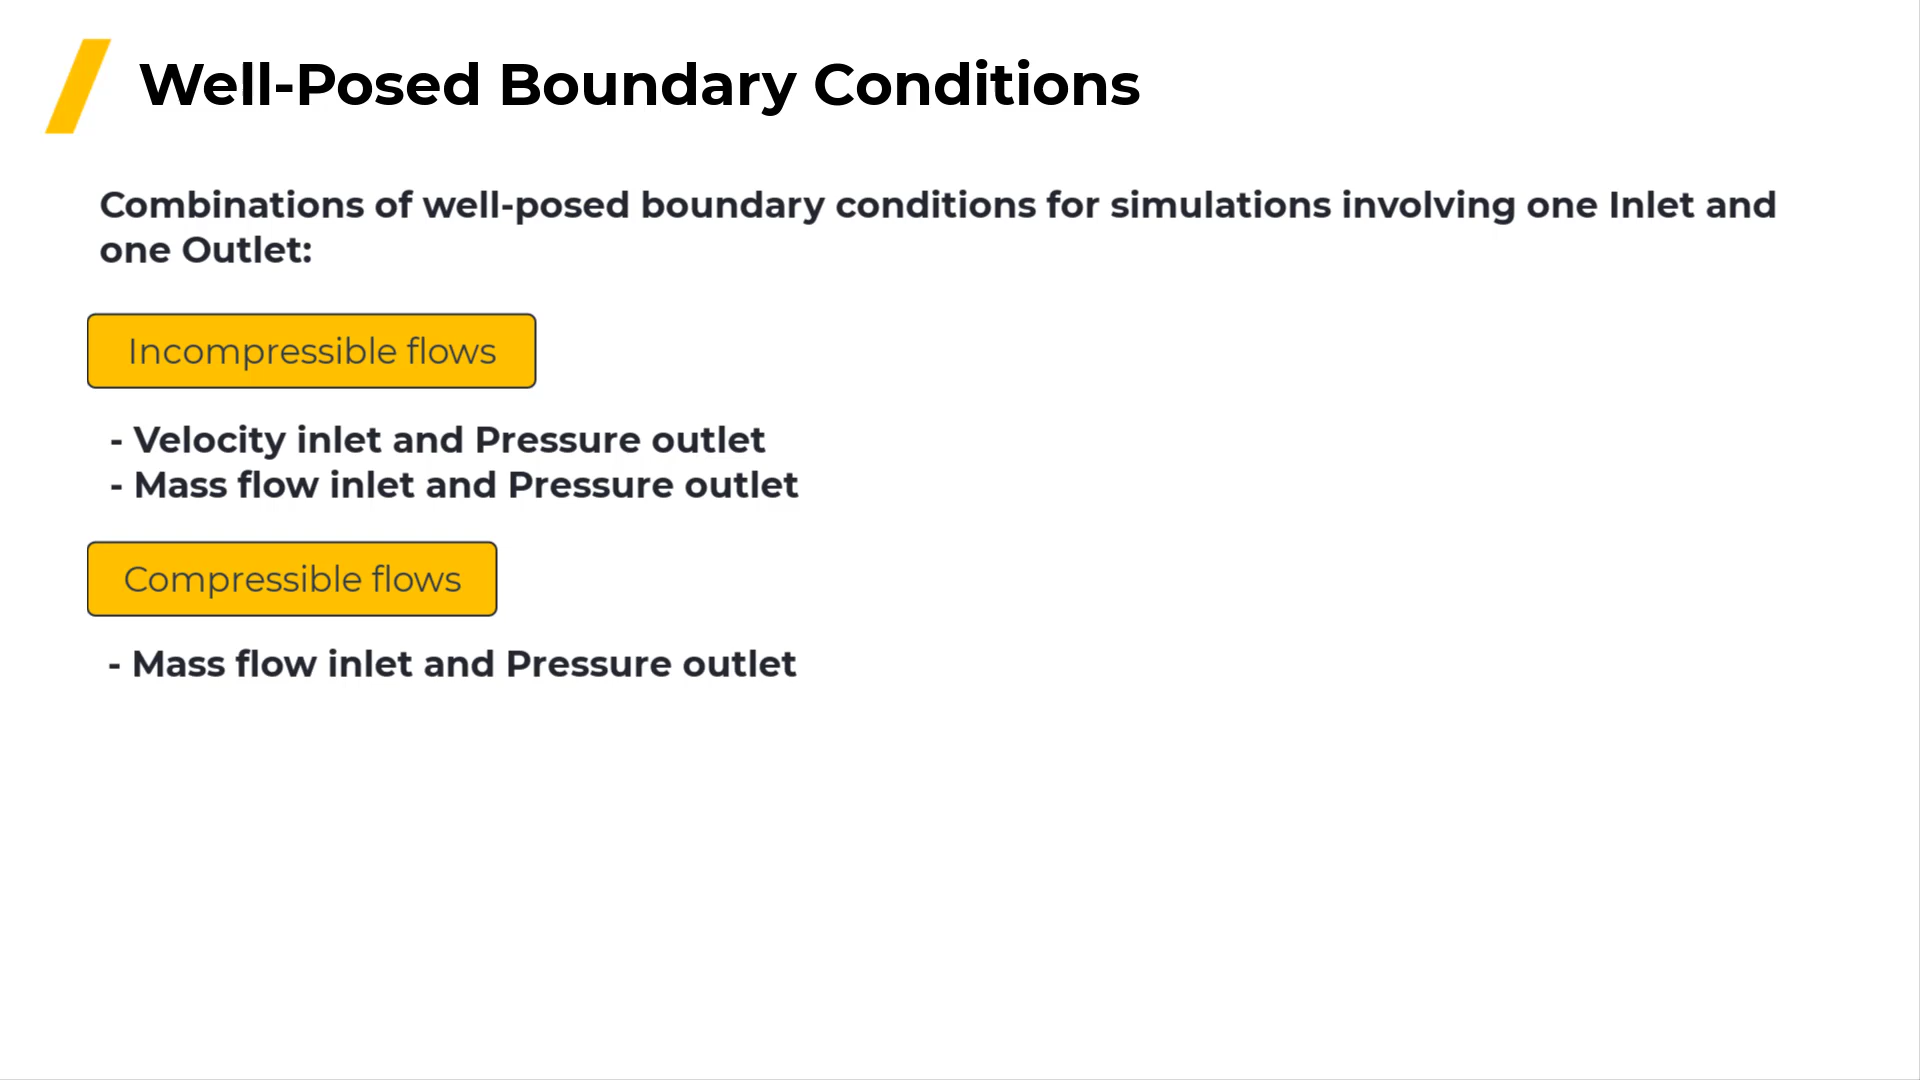 Well-Posed Boundary Conditions
Combinations of well-posed boundary conditions for simulations involving one Inlet and
one Outlet:
Incompressible flows
- Velocity inlet and Pressure outlet
- Mass flow inlet and Pressure outlet
Compressible flows
- Mass flow inlet and Pressure outlet